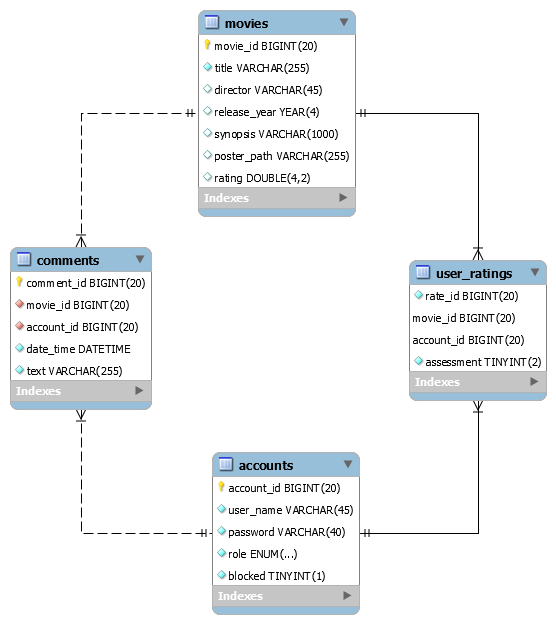 movies
movie_id BIGINT(20)
title VARCHAR(255)
director VARCHAR(45)
release_year YEAR(4)
synopsis VARCHAR(1000)
poster_path VARCHAR(255)
rating DOUBLE(4,2)
Indexes
comments
comment_id BIGINT(20)
movie_id BIGINT(20)
account_id BIGINT(20)
date_time DATETIME
text VARCHAR(255)
Indexes
user_ratings
rate_id BIGINT(20)
movie_id BIGINT(20)
account_id BIGINT(20)
assessment TINYINT(2)
Indexes
accounts
account_id BIGINT(20)
user_name VARCHAR(45)
password VARCHAR(40)
role ENUM(...)
blocked TINYINT(1)
Indexes